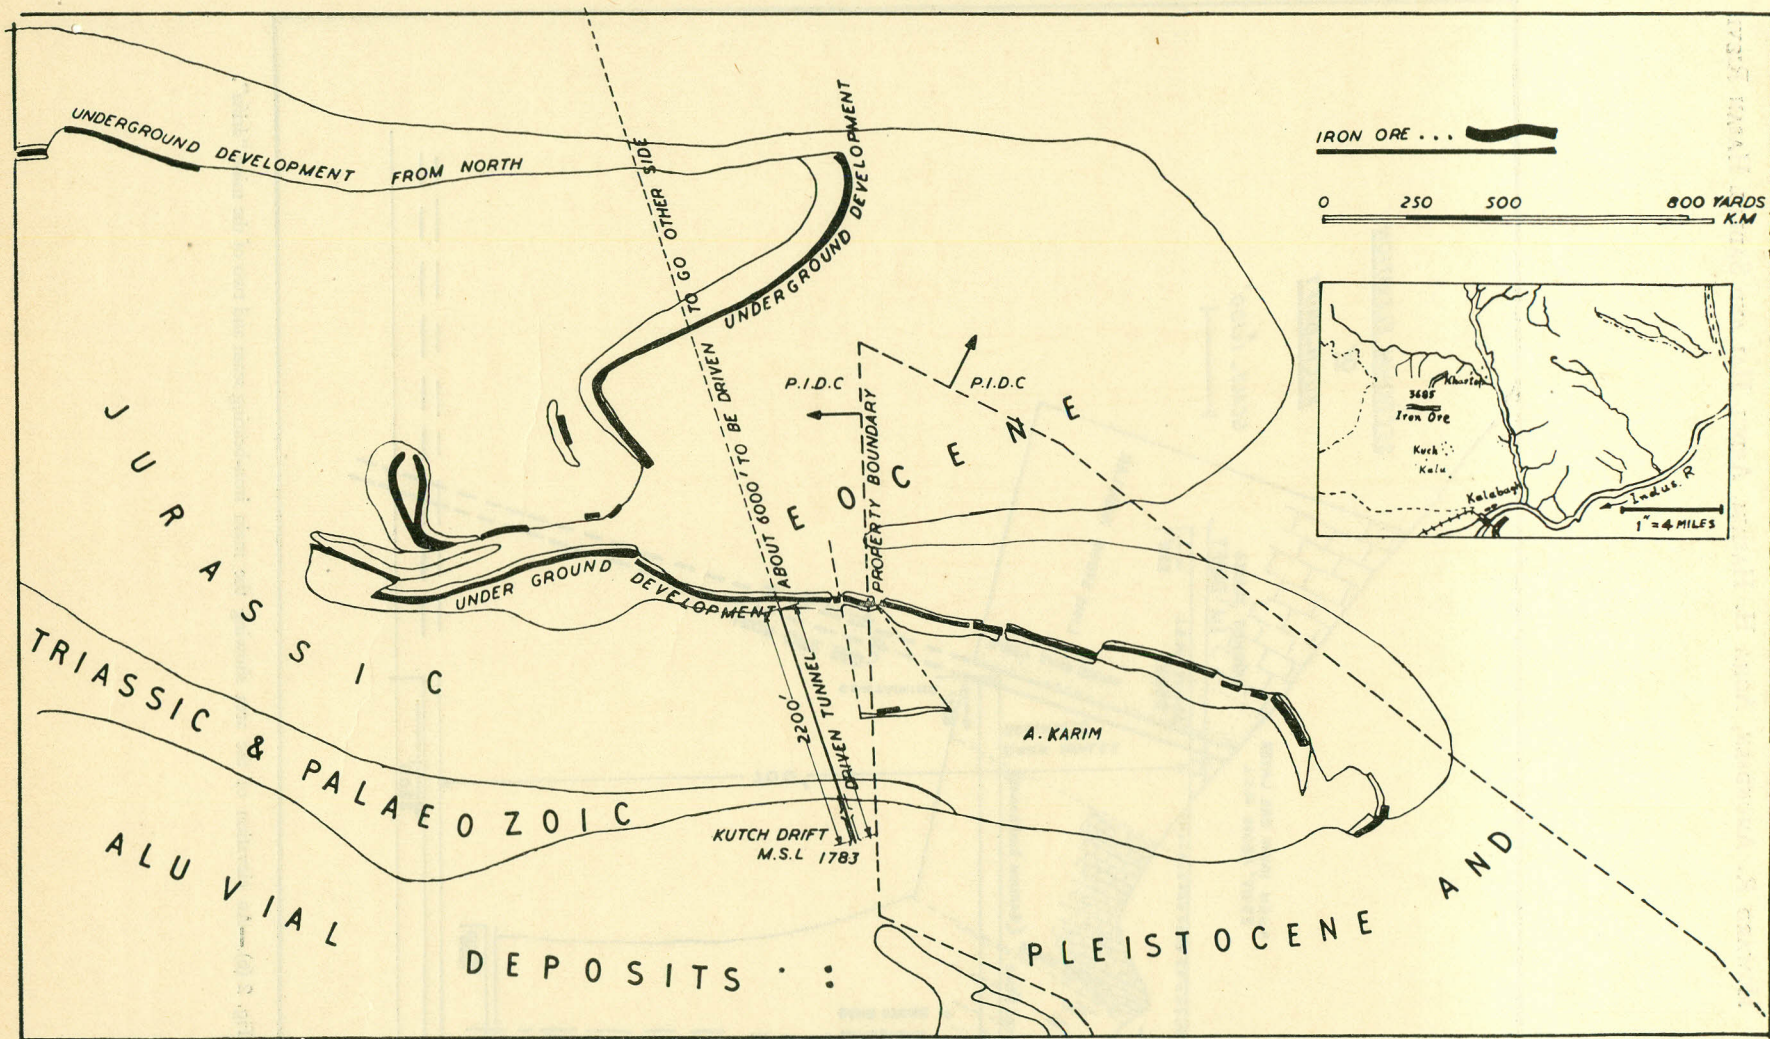 UNDERGROUND DEVELOPMENT FROM NORTH
UNDERGROUND DEVELOPMENT
ABOUT 6000' TO BE DRIVEN TO GO OTHER SIDE
IRON ORE ...
0 250 500 800 YARDS
K.M
P.I.D.C
P.I.D.C
PROPERTY BOUNDARY
EOCENE
Kharjok
3685
Iron Ore
Kuch
Kalabagh
Indus. R
1" = 4 MILES
JURASSIC
UNDER GROUND DEVELOPMENT
2200'
DRIVEN TUNNEL
A. KARIM
TRIASSIC & PALAEOZOIC
KUTCH DRIFT
M.S.L 1783
ALUVIAL DEPOSITS . :
PLEISTOCENE AND